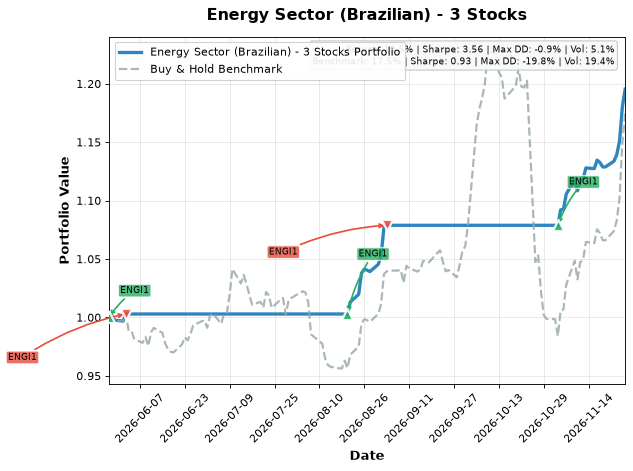 Energy Sector (Brazilian) - 3 Stocks
Energy Sector (Brazilian) - 3 Stocks Portfolio
Buy & Hold Benchmark
% | Sharpe: 3.56 | Max DD: -0.9% | Vol: 5.1%
Benchmark: 17.5% | Sharpe: 0.93 | Max DD: -19.8% | Vol: 19.4%
Portfolio Value
1.20
1.15
1.10
1.05
1.00
0.95
ENGI1
ENGI1
ENGI1
ENGI1
ENGI1
2026-06-07
2026-06-23
2026-07-09
2026-07-25
2026-08-10
2026-08-26
2026-09-11
2026-09-27
2026-10-13
2026-10-29
2026-11-14
Date